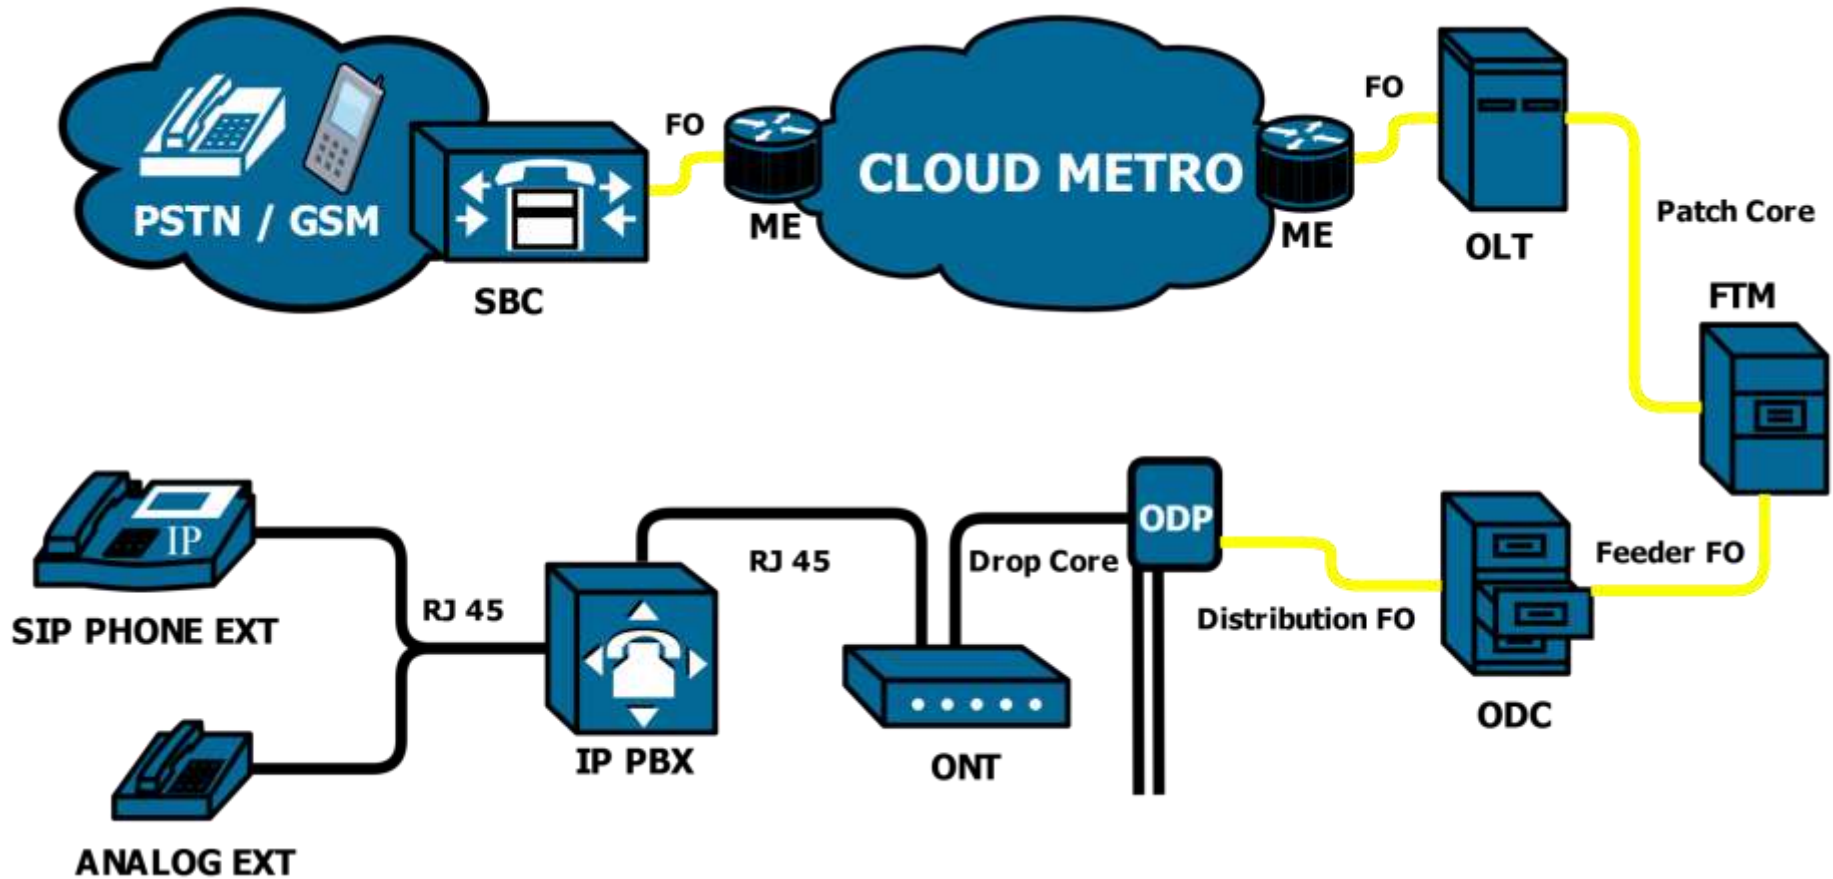 FO
FO
PSTN / GSM
CLOUD METRO
ME
ME
OLT
Patch Core
SBC
FTM
IP
ODP
RJ 45
Drop Core
Feeder FO
SIP PHONE EXT
RJ 45
Distribution FO
ODC
IP PBX
ONT
ANALOG EXT